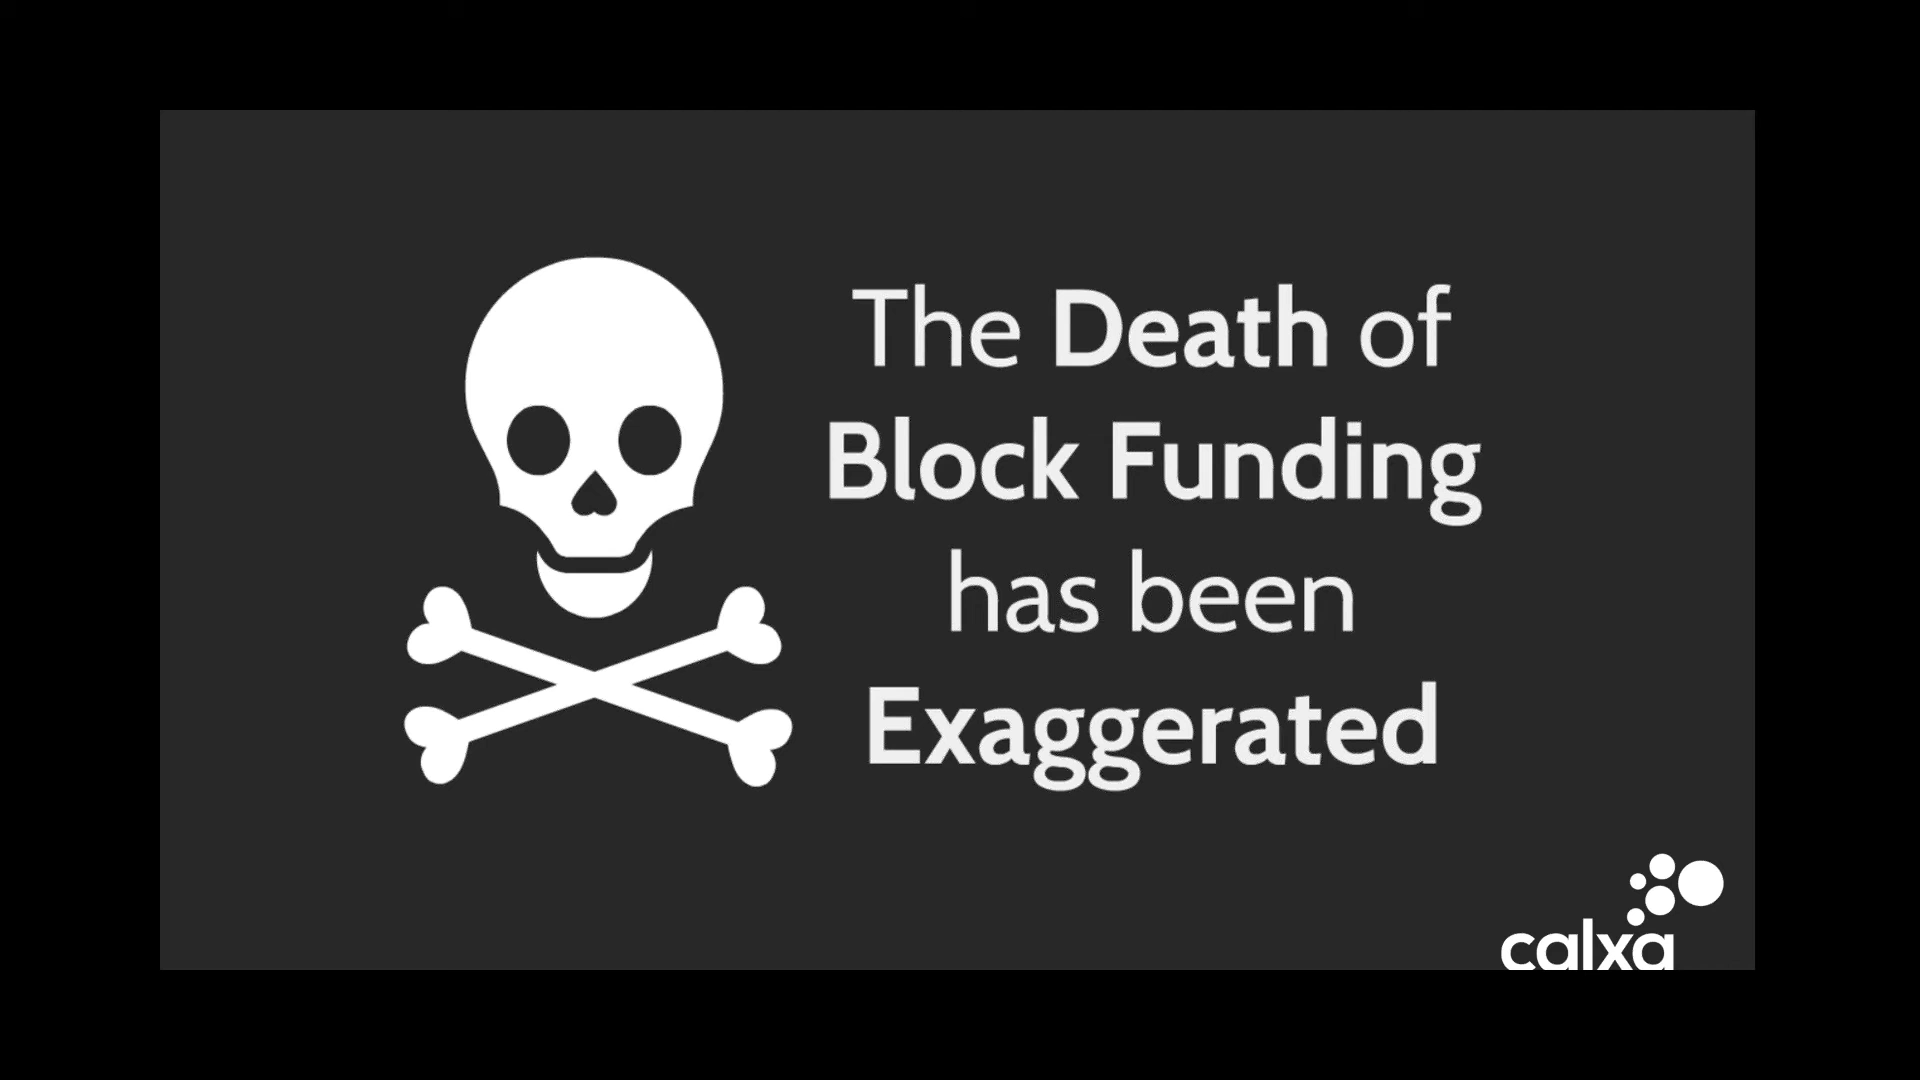 The Death of
Block Funding
has been
Exaggerated
calxa